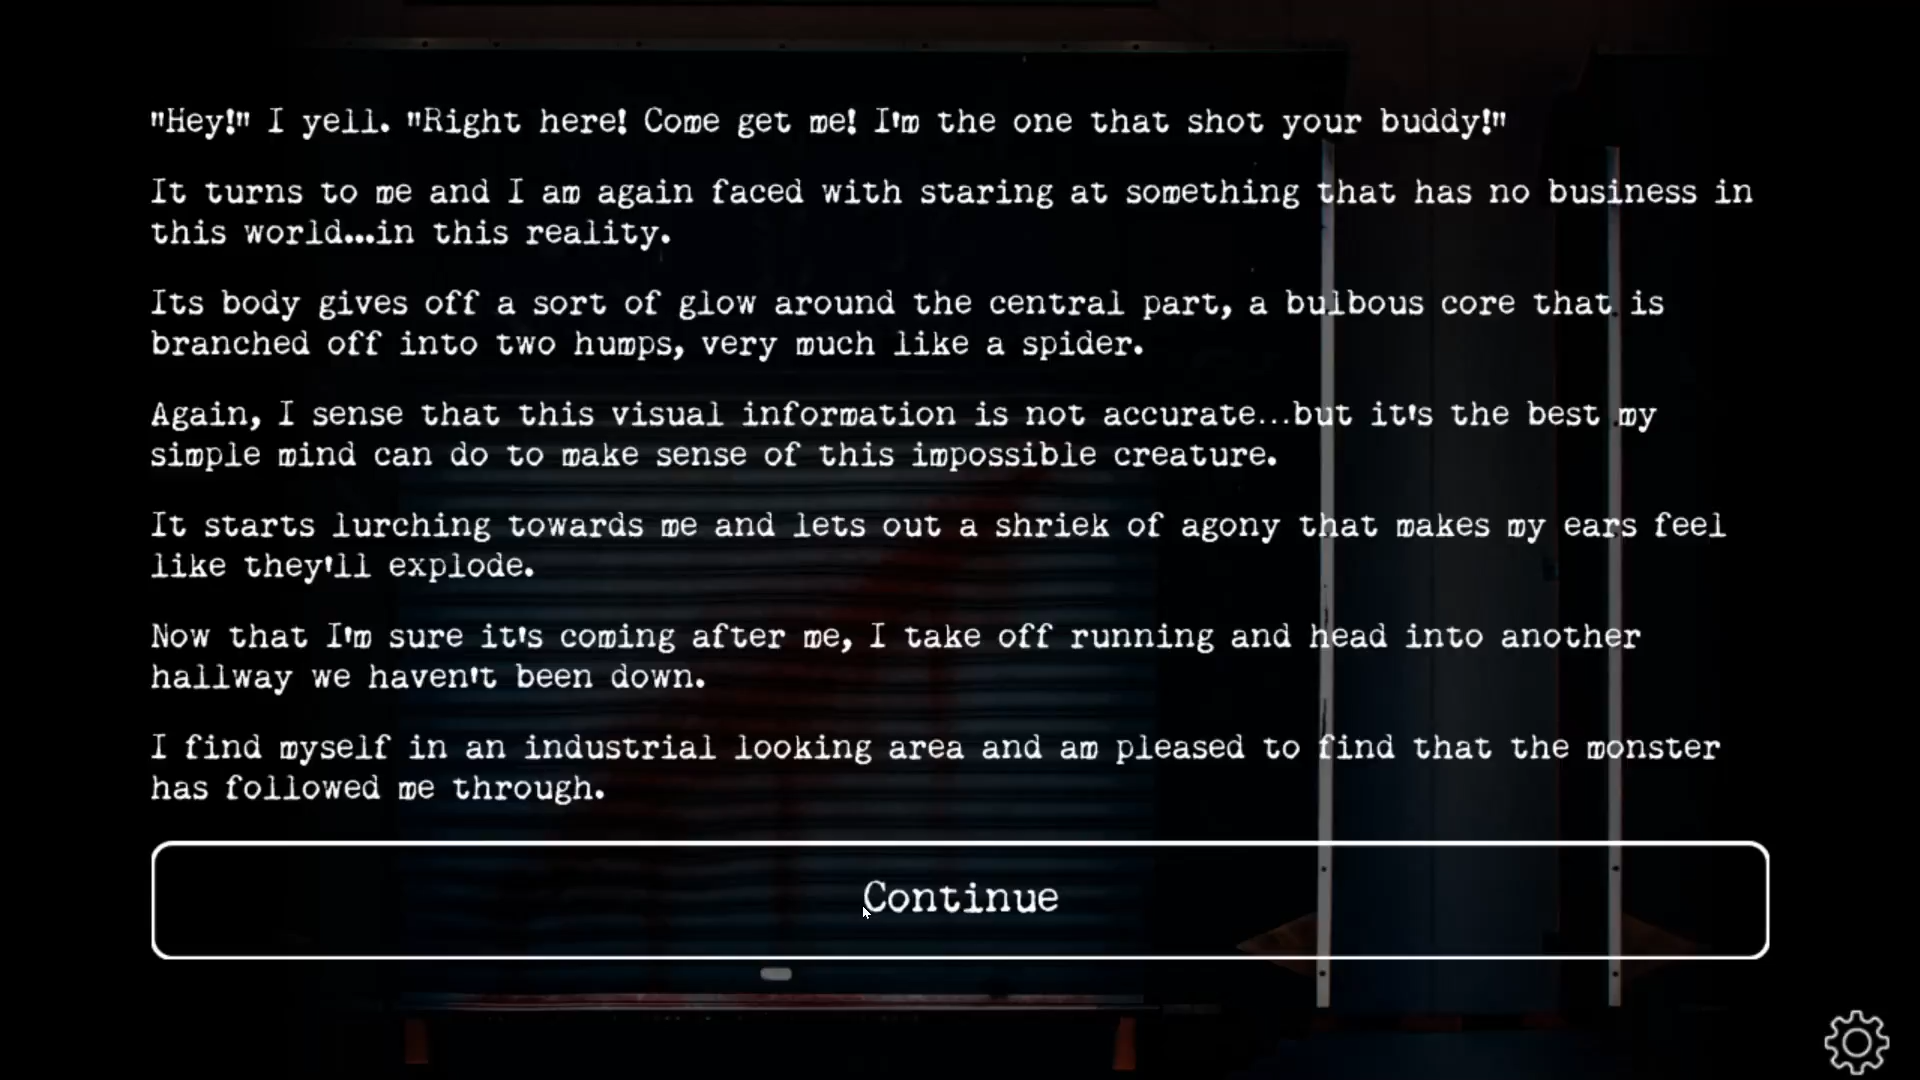 "Hey!" I yell. "Right here! Come get me! I'm the one that shot your buddy!"
It turns to me and I am again faced with staring at something that has no business in
this world...in this reality.
Its body gives off a sort of glow around the central part, a bulbous core that is
branched off into two humps, very much like a spider.
Again, I sense that this visual information is not accurate...but it's the best my
simple mind can do to make sense of this impossible creature.
It starts lurching towards me and lets out a shriek of agony that makes my ears feel
like they'll explode.
Now that I'm sure it's coming after me, I take off running and head into another
hallway we haven't been down.
I find myself in an industrial looking area and am pleased to find that the monster
has followed me through.
Continue